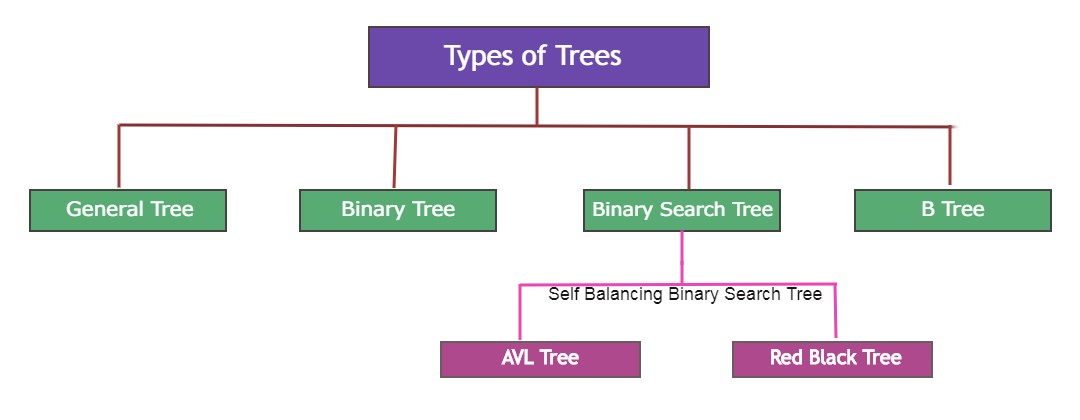 Types of Trees
General Tree
Binary Tree
Binary Search Tree
B Tree
Self Balancing Binary Search Tree
AVL Tree
Red Black Tree